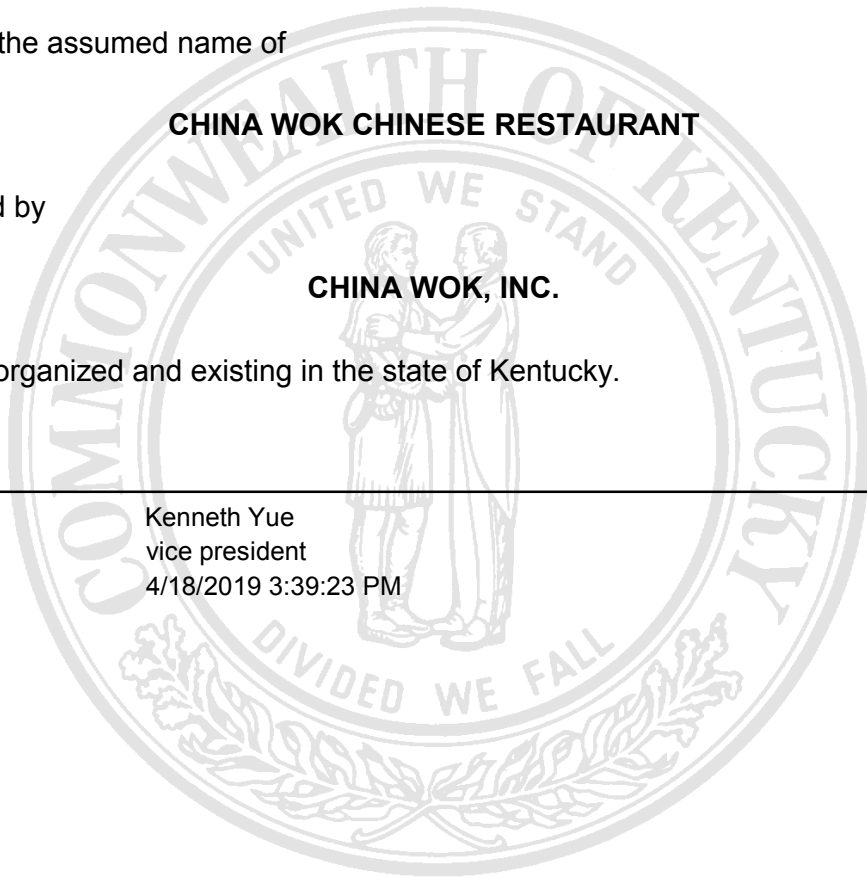 the assumed name of
CHINA WOK CHINESE RESTAURANT
d by
CHINA WOK, INC.
organized and existing in the state of Kentucky.
Kenneth Yue
vice president
4/18/2019 3:39:23 PM
COMMONWEALTH OF KENTUCKY
UNITED WE STAND
DIVIDED WE FALL